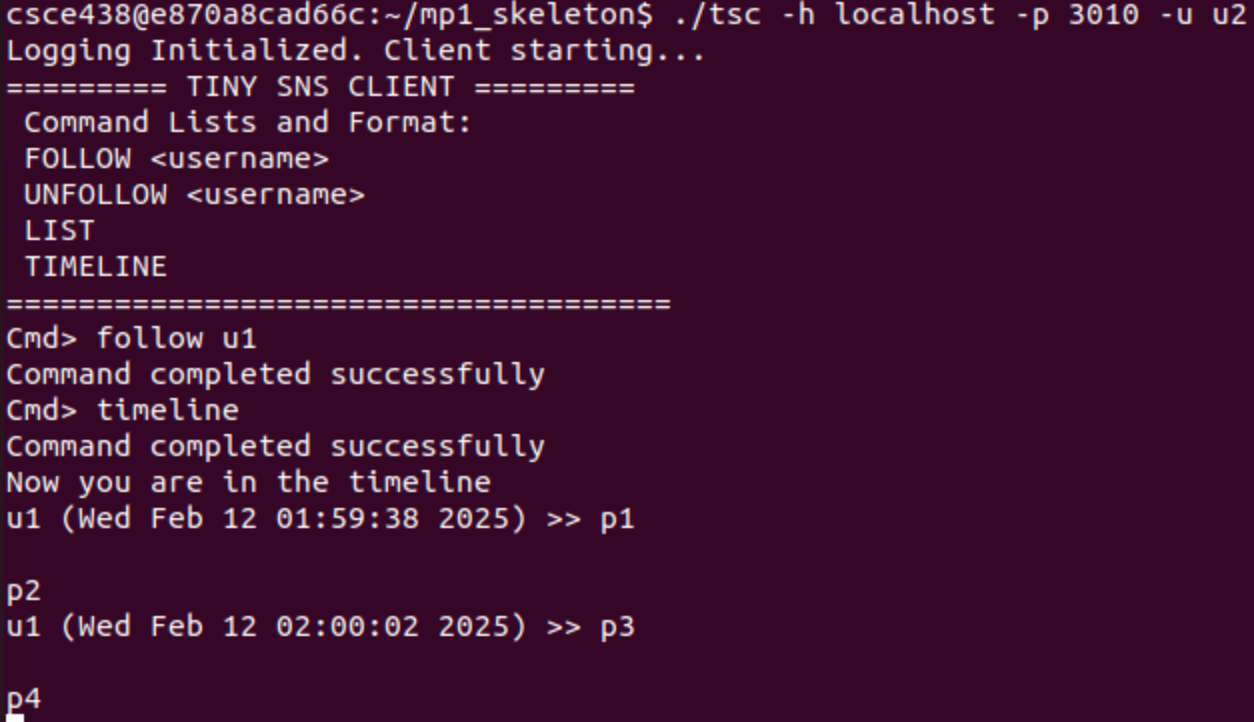 csce438@e870a8cad66c:~/mp1_skeleton$ ./tsc -h localhost -p 3010 -u u2
Logging Initialized. Client starting...
========= TINY SNS CLIENT =========
Command Lists and Format:
FOLLOW <username>
UNFOLLOW <username>
LIST
TIMELINE
=====================================
Cmd> follow u1
Command completed successfully
Cmd> timeline
Command completed successfully
Now you are in the timeline
u1 (Wed Feb 12 01:59:38 2025) >> p1
p2
u1 (Wed Feb 12 02:00:02 2025) >> p3
p4